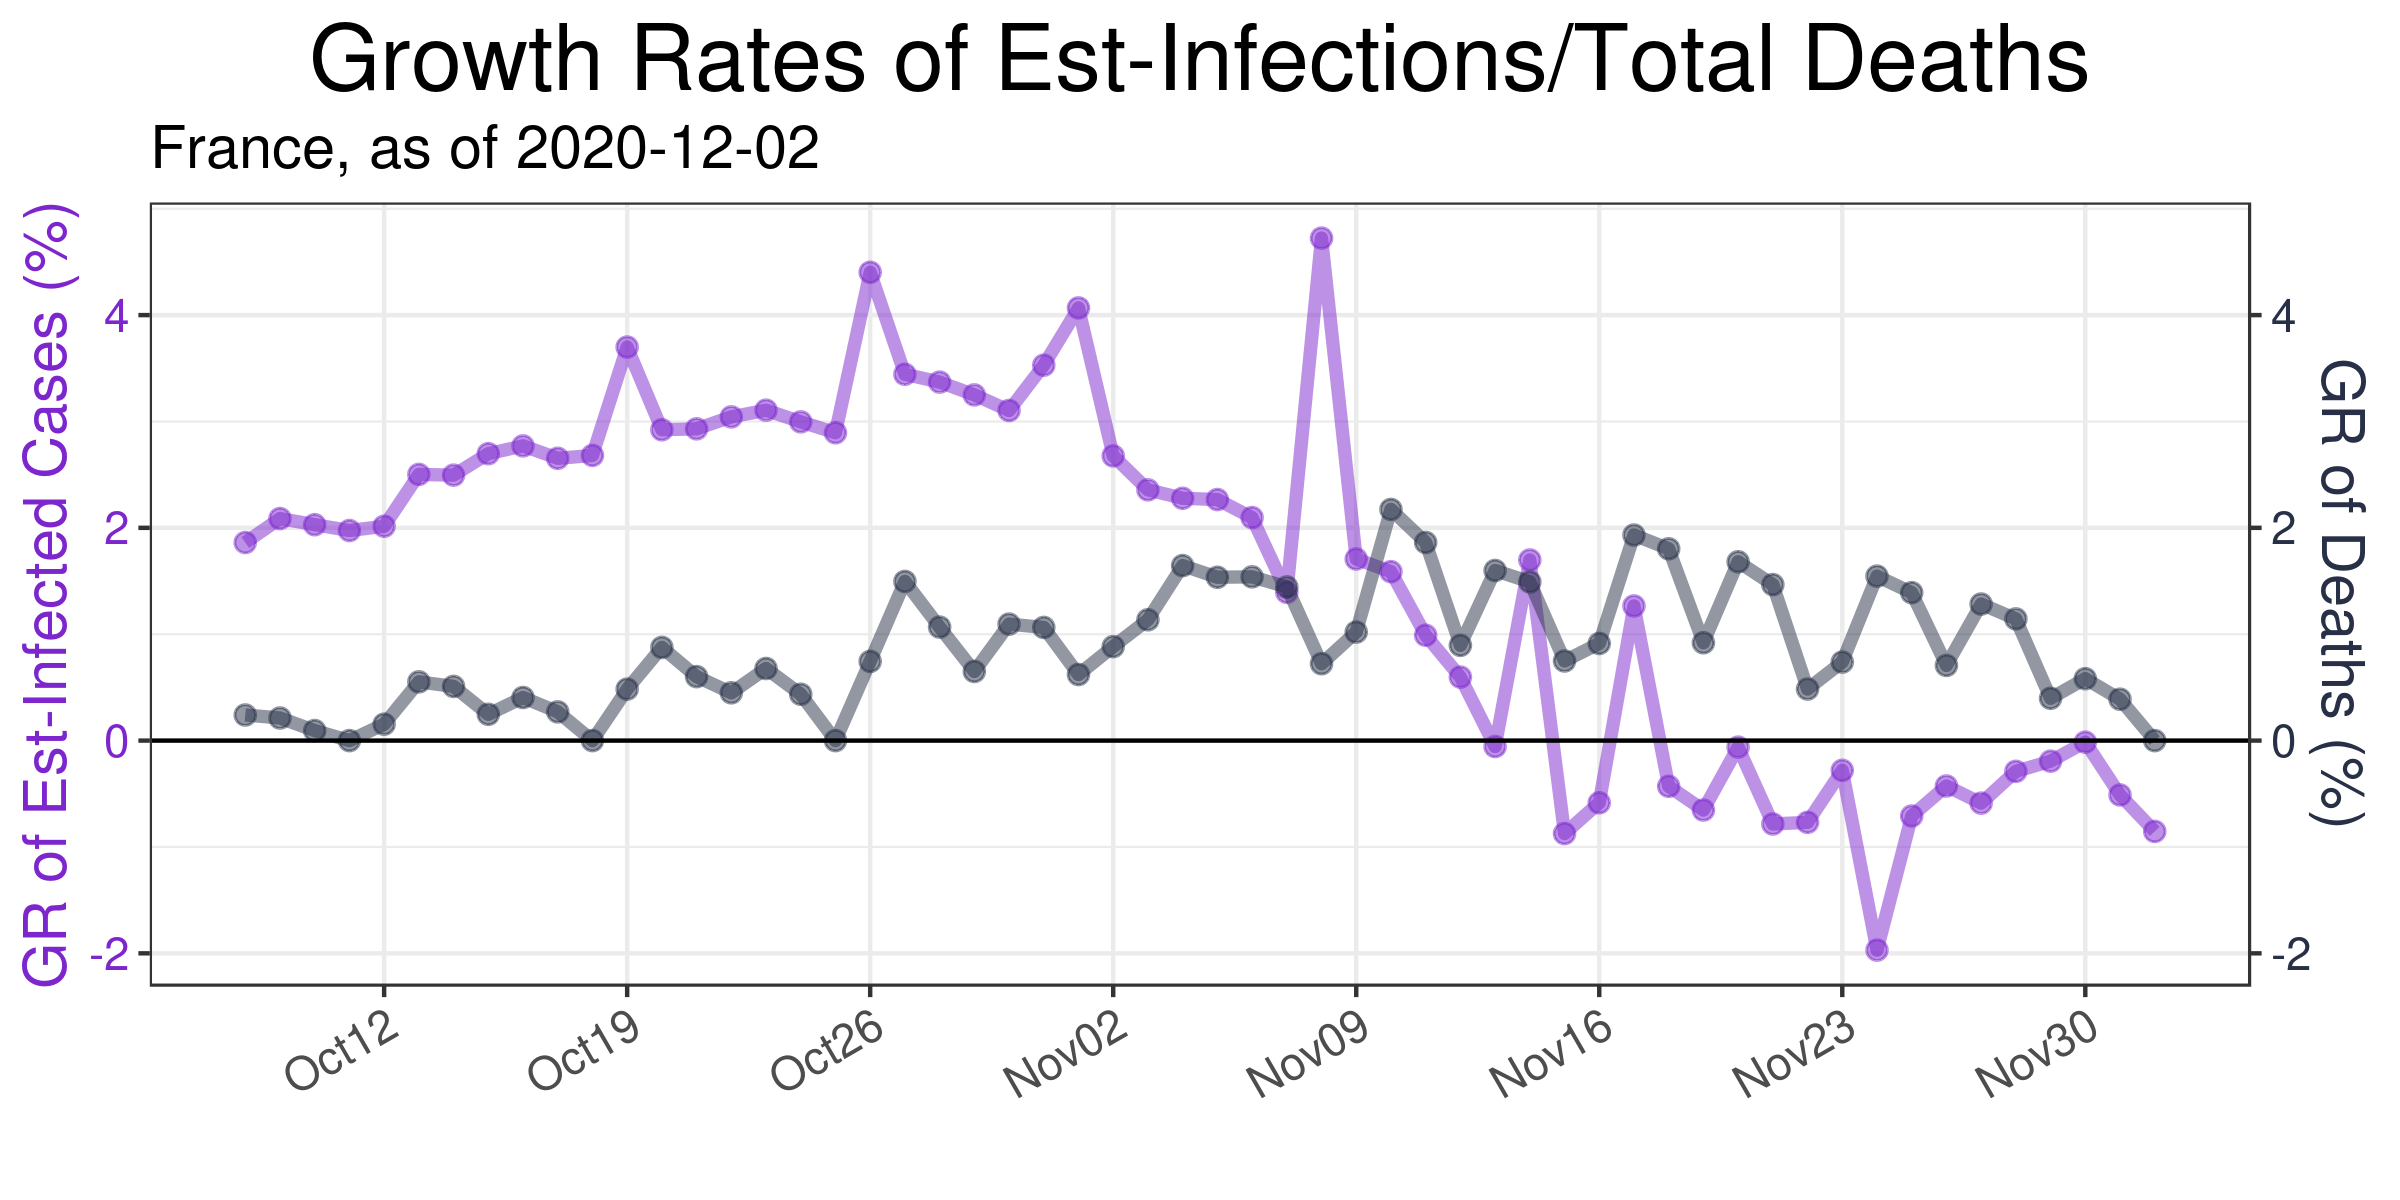 Growth Rates of Est-Infections/Total Deaths
France, as of 2020-12-02
GR of Est-Infected Cases (%)
4
2
0
-2
4
2
0
-2
GR of Deaths (%)
Oct12
Oct19
Oct26
Nov02
Nov09
Nov16
Nov23
Nov30